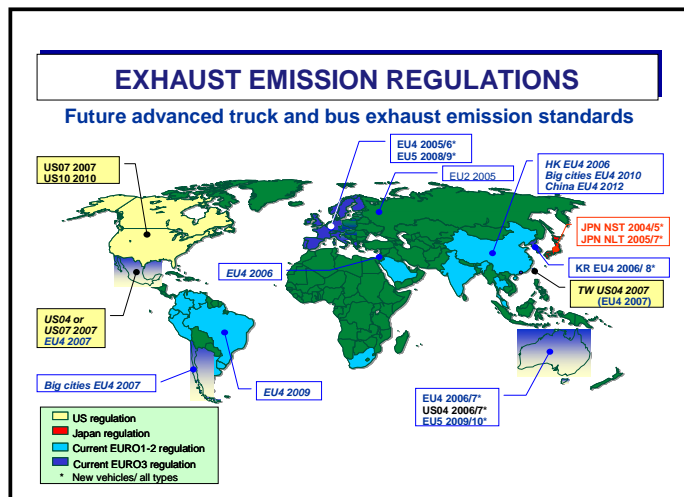 EXHAUST EMISSION REGULATIONS
Future advanced truck and bus exhaust emission standards
EU4 2005/6*
EU5 2008/9*
US07 2007
US10 2010
EU2 2005
HK EU4 2006
Big cities EU4 2010
China EU4 2012
JPN NST 2004/5*
JPN NLT 2005/7*
EU4 2006
KR EU4 2006/ 8*
TW US04 2007
(EU4 2007)
US04 or
US07 2007
EU4 2007
Big cities EU4 2007
EU4 2009
EU4 2006/7*
US04 2006/7*
EU5 2009/10*
US regulation
Japan regulation
Current EURO1-2 regulation
Current EURO3 regulation
* New vehicles/ all types